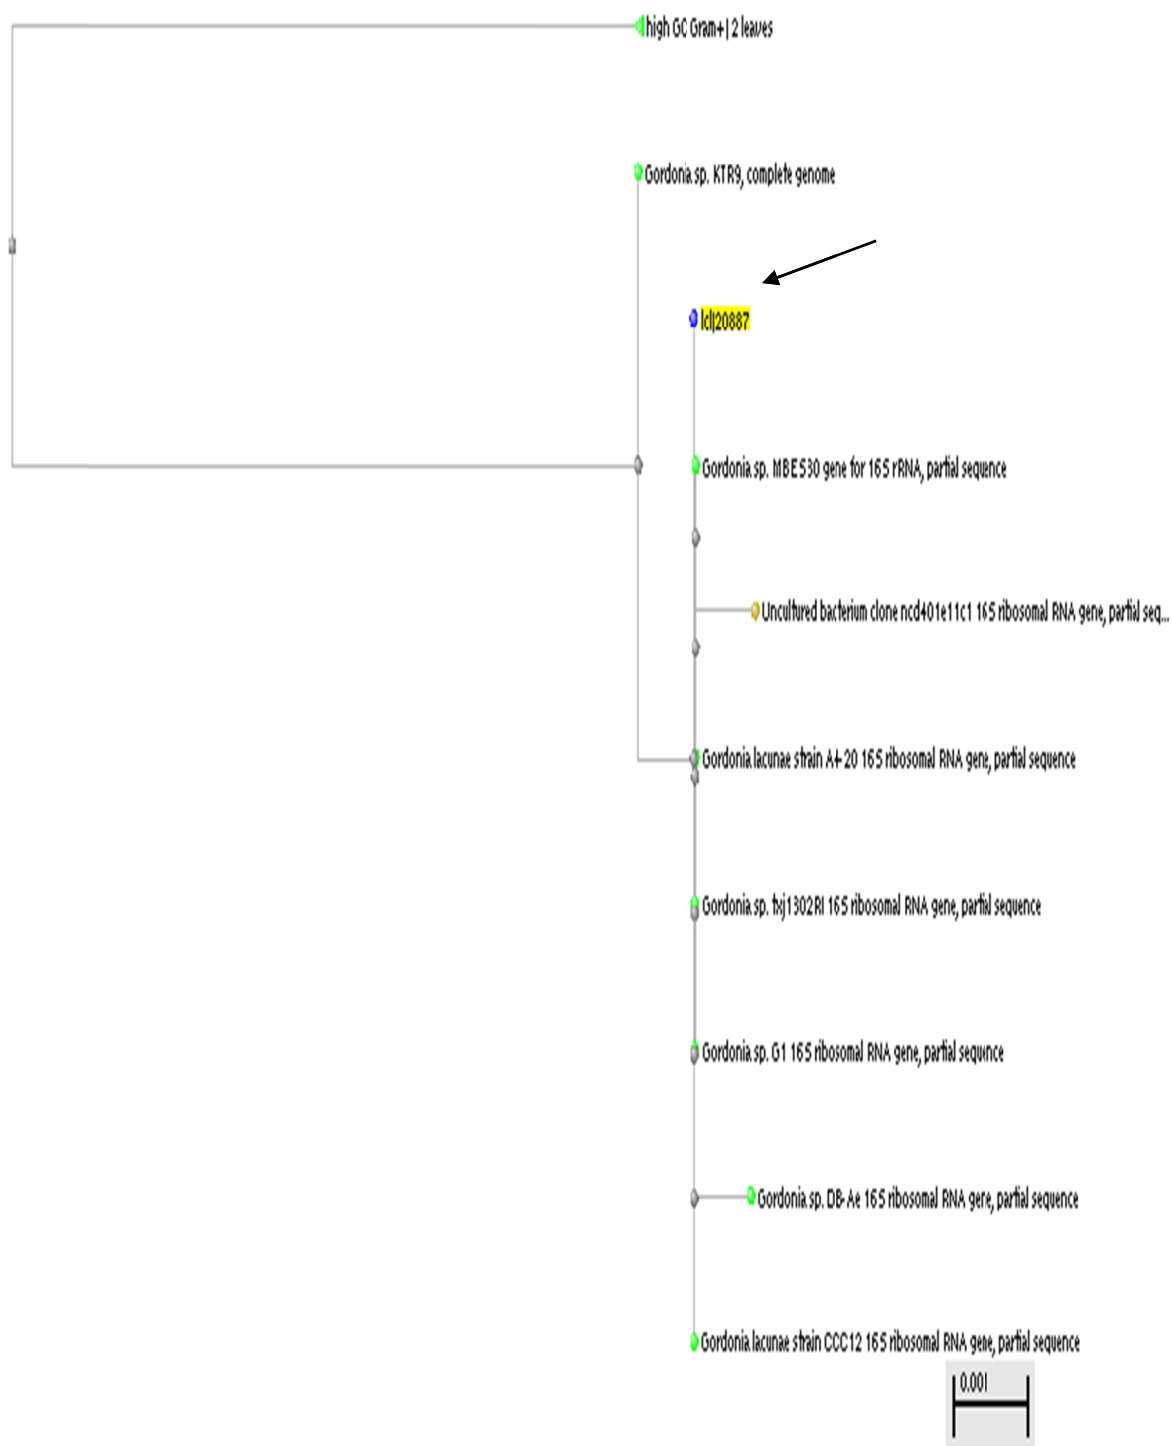 high GC Gram+ | 2 leaves
Gordonia sp. KTR9, complete genome
lcl|20887
Gordonia sp. MBE530 gene for 16S rRNA, partial sequence
Uncultured bacterium clone ncd401e11c1 16S ribosomal RNA gene, partial seq...
Gordonia lacunae strain A4-20 16S ribosomal RNA gene, partial sequence
Gordonia sp. txj1302RI 16S ribosomal RNA gene, partial sequence
Gordonia sp. G1 16S ribosomal RNA gene, partial sequence
Gordonia sp. DB-Ae 16S ribosomal RNA gene, partial sequence
Gordonia lacunae strain CCC12 16S ribosomal RNA gene, partial sequence
0.001